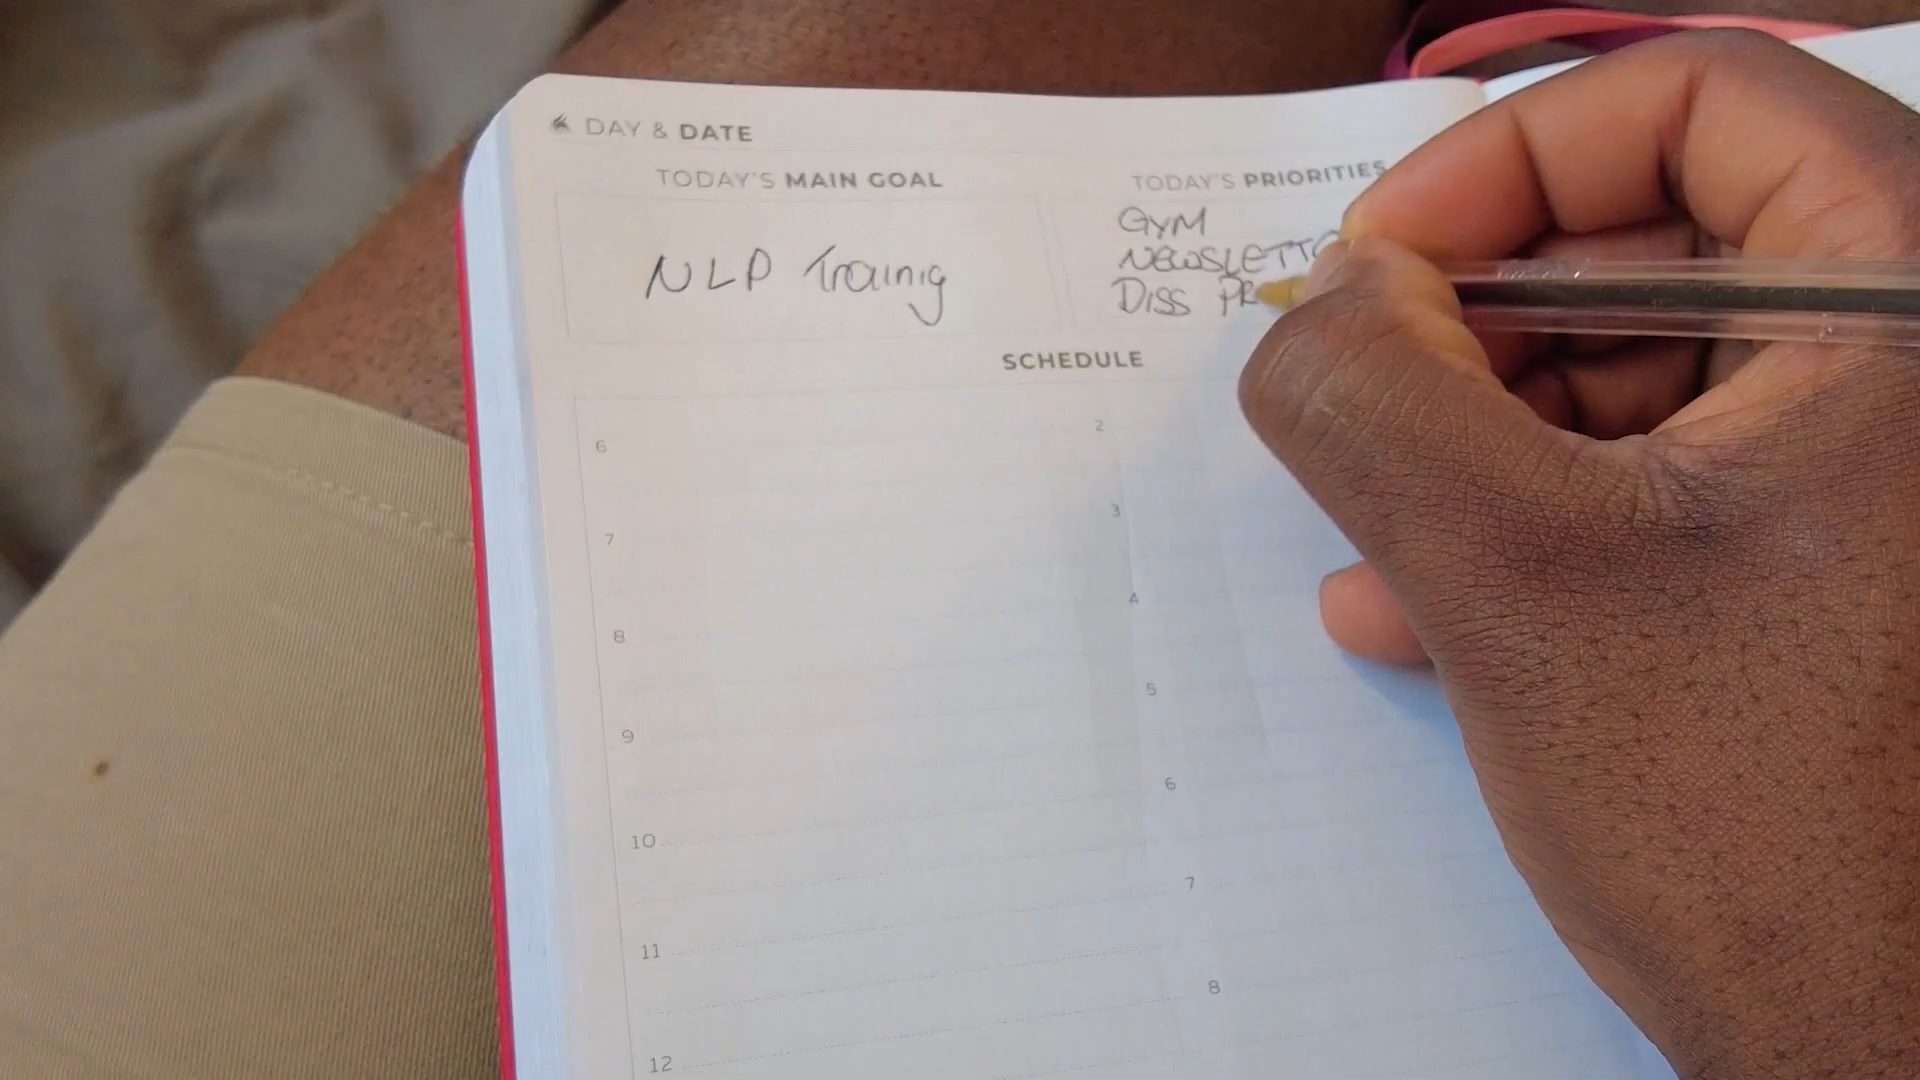 DAY & DATE
TODAY'S MAIN GOAL
TODAY'S PRIORITIES
NLP Trainig
GYM
DISS
SCHEDULE
6
7
8
9
10
11
12
2
3
4
5
6
7
8